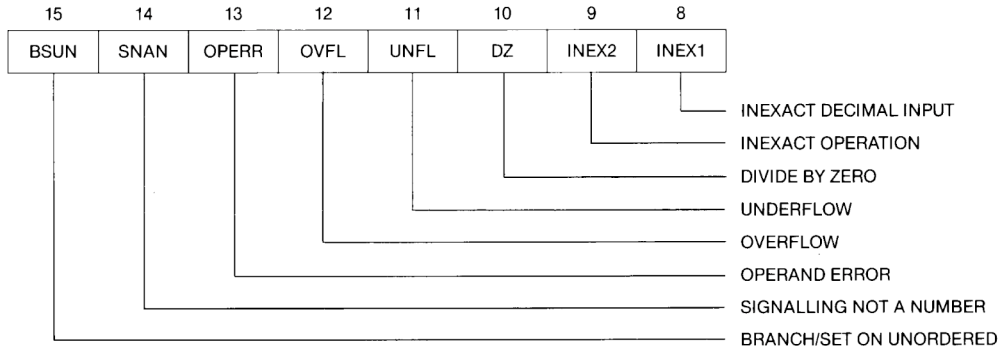 15 14 13 12 11 10 9 8
BSUN SNAN OPERR OVFL UNFL DZ INEX2 INEX1
INEXACT DECIMAL INPUT
INEXACT OPERATION
DIVIDE BY ZERO
UNDERFLOW
OVERFLOW
OPERAND ERROR
SIGNALLING NOT A NUMBER
BRANCH/SET ON UNORDERED